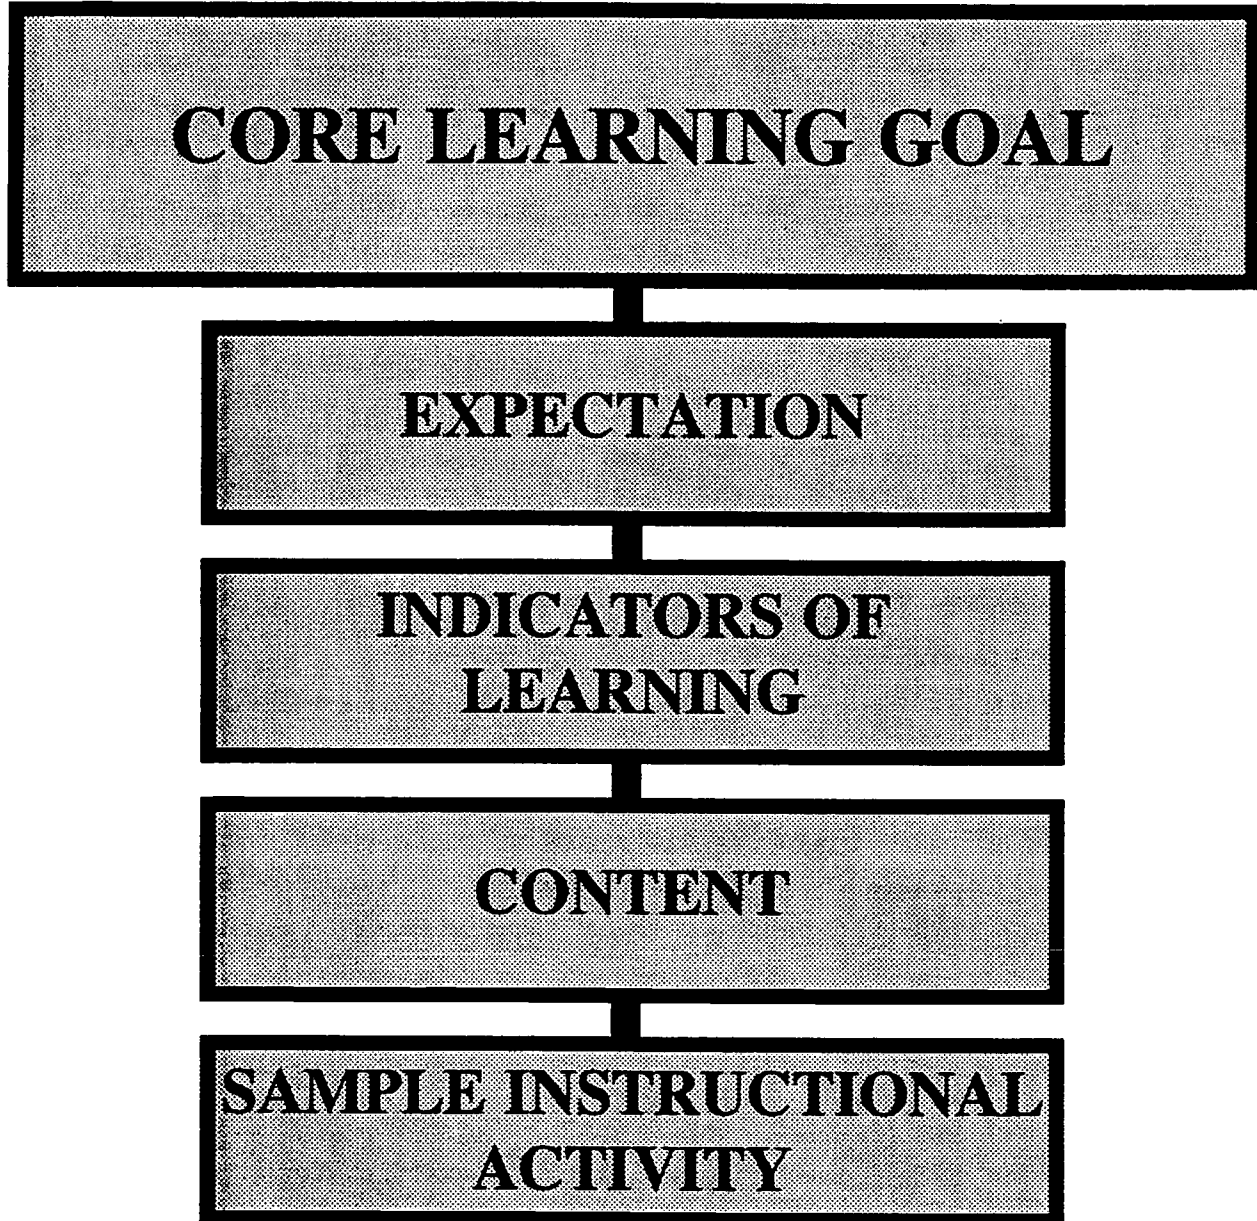 CORE LEARNING GOAL
EXPECTATION
INDICATORS OF
LEARNING
CONTENT
SAMPLE INSTRUCTIONAL
ACTIVITY